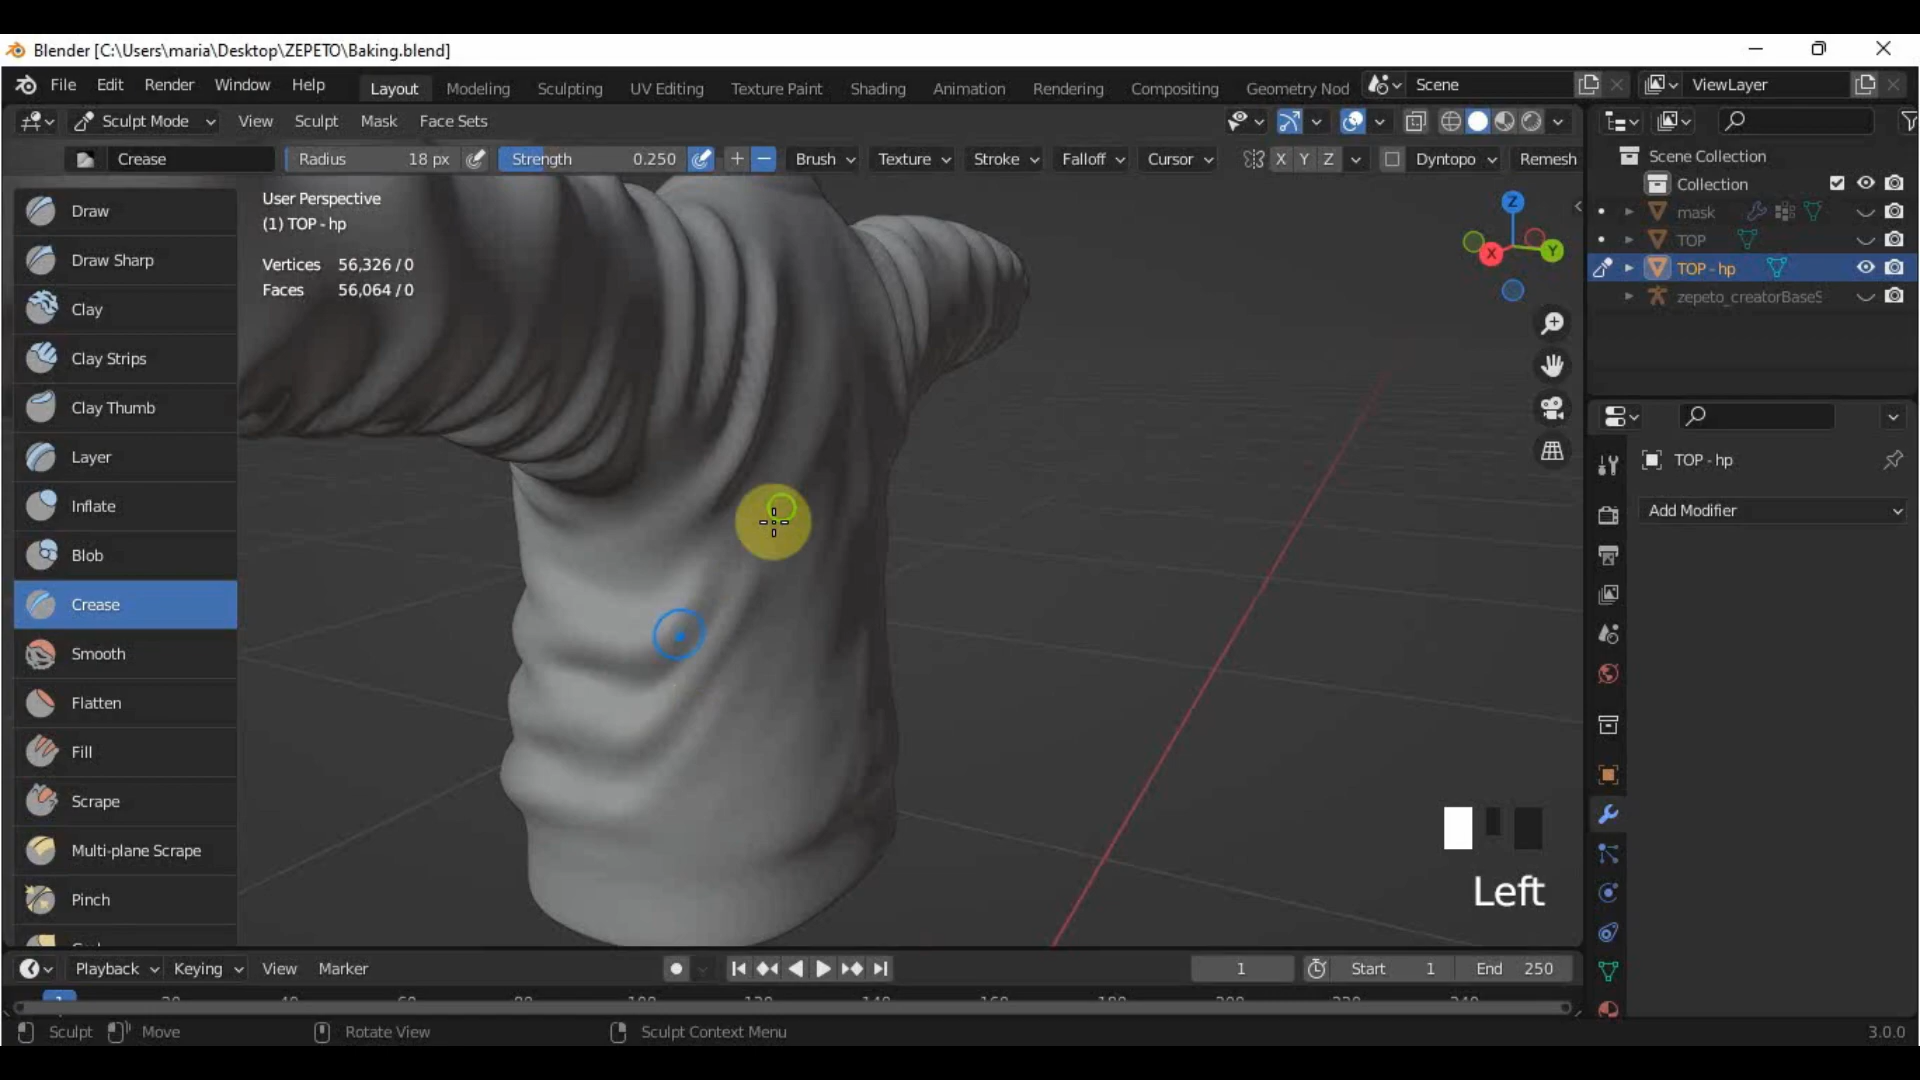 Blender [C:\Users\maria\Desktop\ZEPETO\Baking.blend]
File Edit Render Window Help Layout Modeling Sculpting UV Editing Texture Paint Shading Animation Rendering Compositing Geometry Nod Scene ViewLayer
Sculpt Mode View Sculpt Mask Face Sets
Crease Radius 18 px Strength 0.250 Brush Texture Stroke Falloff Cursor X Y Z Dyntopo Remesh
User Perspective
(1) TOP - hp
Vertices 56,326 / 0
Faces 56,064 / 0
Draw
Draw Sharp
Clay
Clay Strips
Clay Thumb
Layer
Inflate
Blob
Crease
Smooth
Flatten
Fill
Scrape
Multi-plane Scrape
Pinch
Z
X
Y
Left
Scene Collection
Collection
mask
TOP
TOP - hp
zepeto_creatorBaseS
TOP - hp
Add Modifier
Playback Keying View Marker 1 Start 1 End 250
1
Sculpt Move Rotate View Sculpt Context Menu 3.0.0